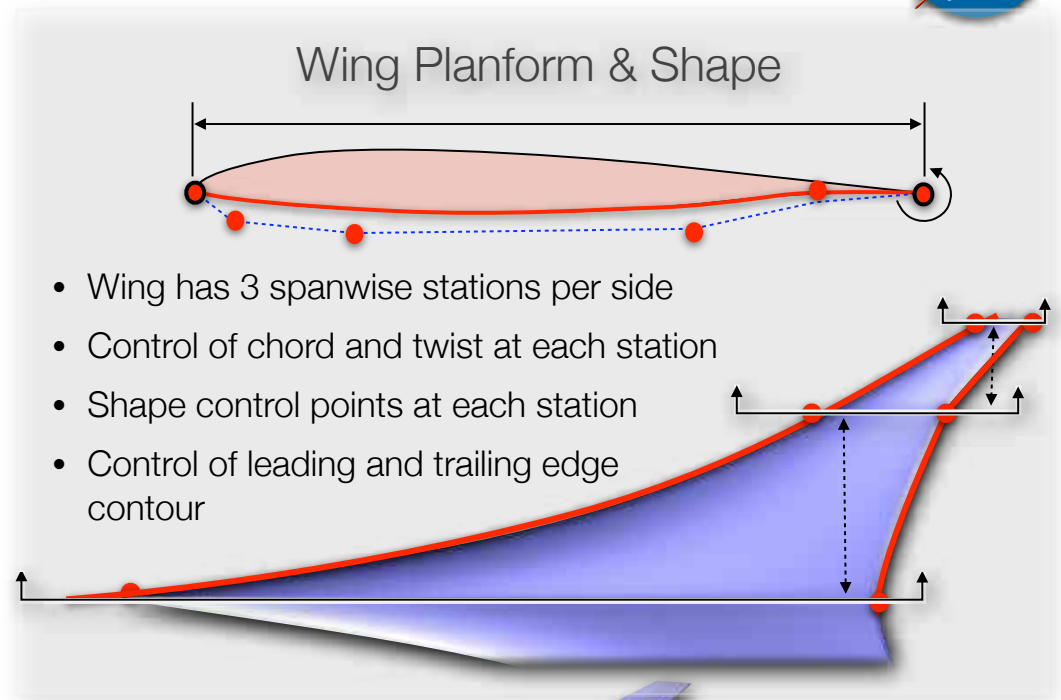 Wing Planform & Shape
• Wing has 3 spanwise stations per side
• Control of chord and twist at each station
• Shape control points at each station
• Control of leading and trailing edge
contour